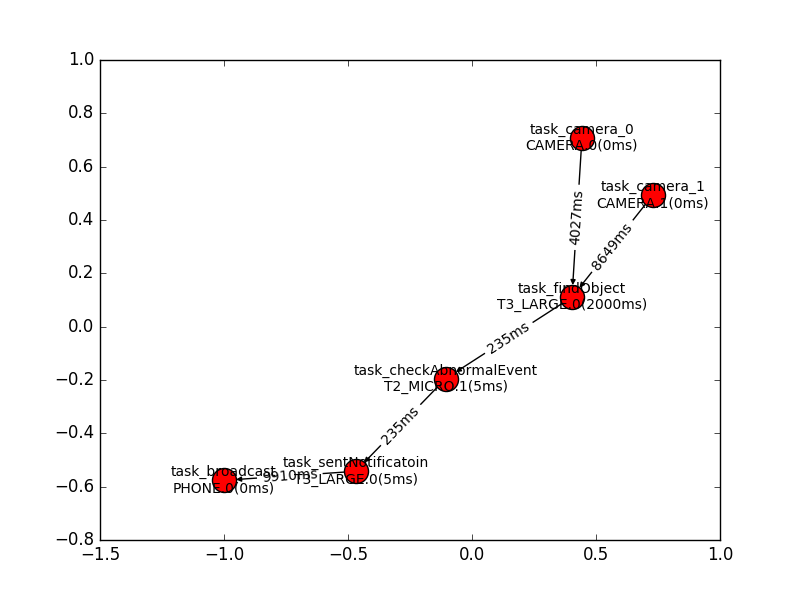 1.0
0.8
0.6
0.4
0.2
0.0
−0.2
−0.4
−0.6
−0.8
−1.5
−1.0
−0.5
0.0
0.5
1.0
task_camera_0
CAMERA.0(0ms)
task_camera_1
CAMERA.1(0ms)
4027ms
8649ms
task_findObject
T3_LARGE.0(2000ms)
235ms
task_checkAbnormalEvent
T2_MICRO.1(5ms)
235ms
task_sentNotificatoin
T3_LARGE.0(5ms)
9910ms
task_broadcast
PHONE.0(0ms)